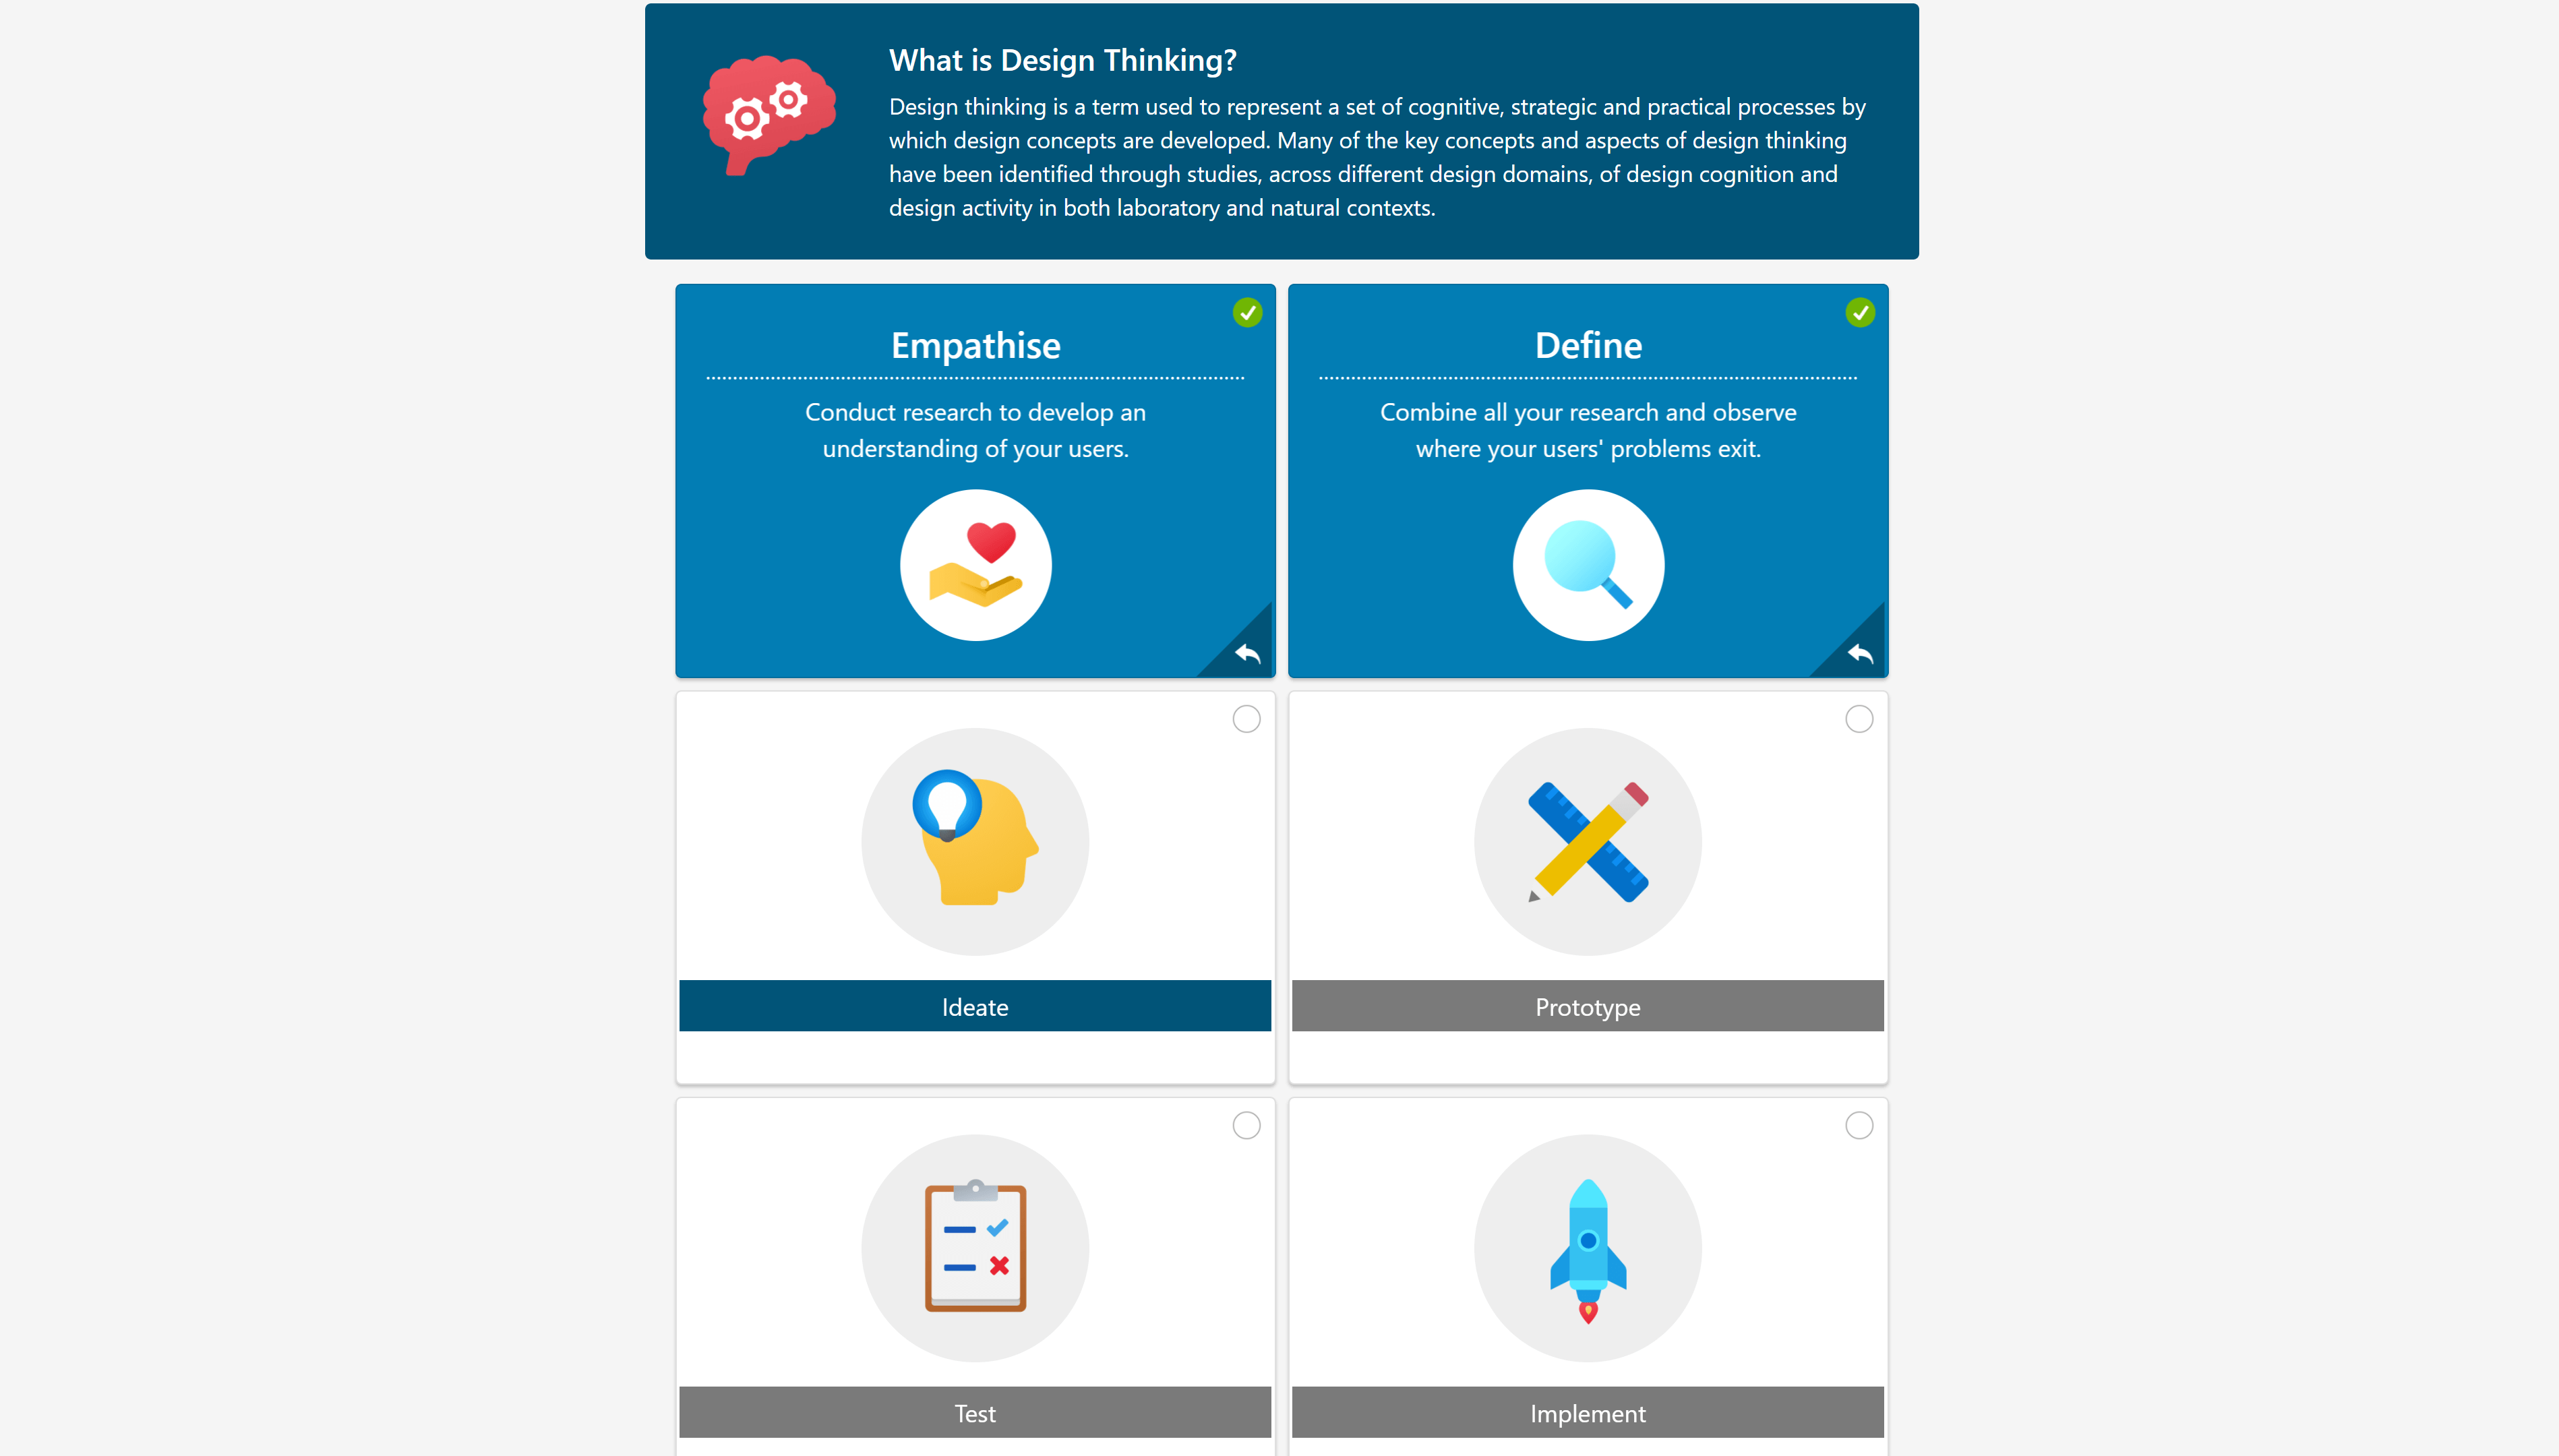 What is Design Thinking?
Design thinking is a term used to represent a set of cognitive, strategic and practical processes by
which design concepts are developed. Many of the key concepts and aspects of design thinking
have been identified through studies, across different design domains, of design cognition and
design activity in both laboratory and natural contexts.
Empathise
Conduct research to develop an
understanding of your users.
Define
Combine all your research and observe
where your users' problems exit.
Ideate
Prototype
Test
Implement